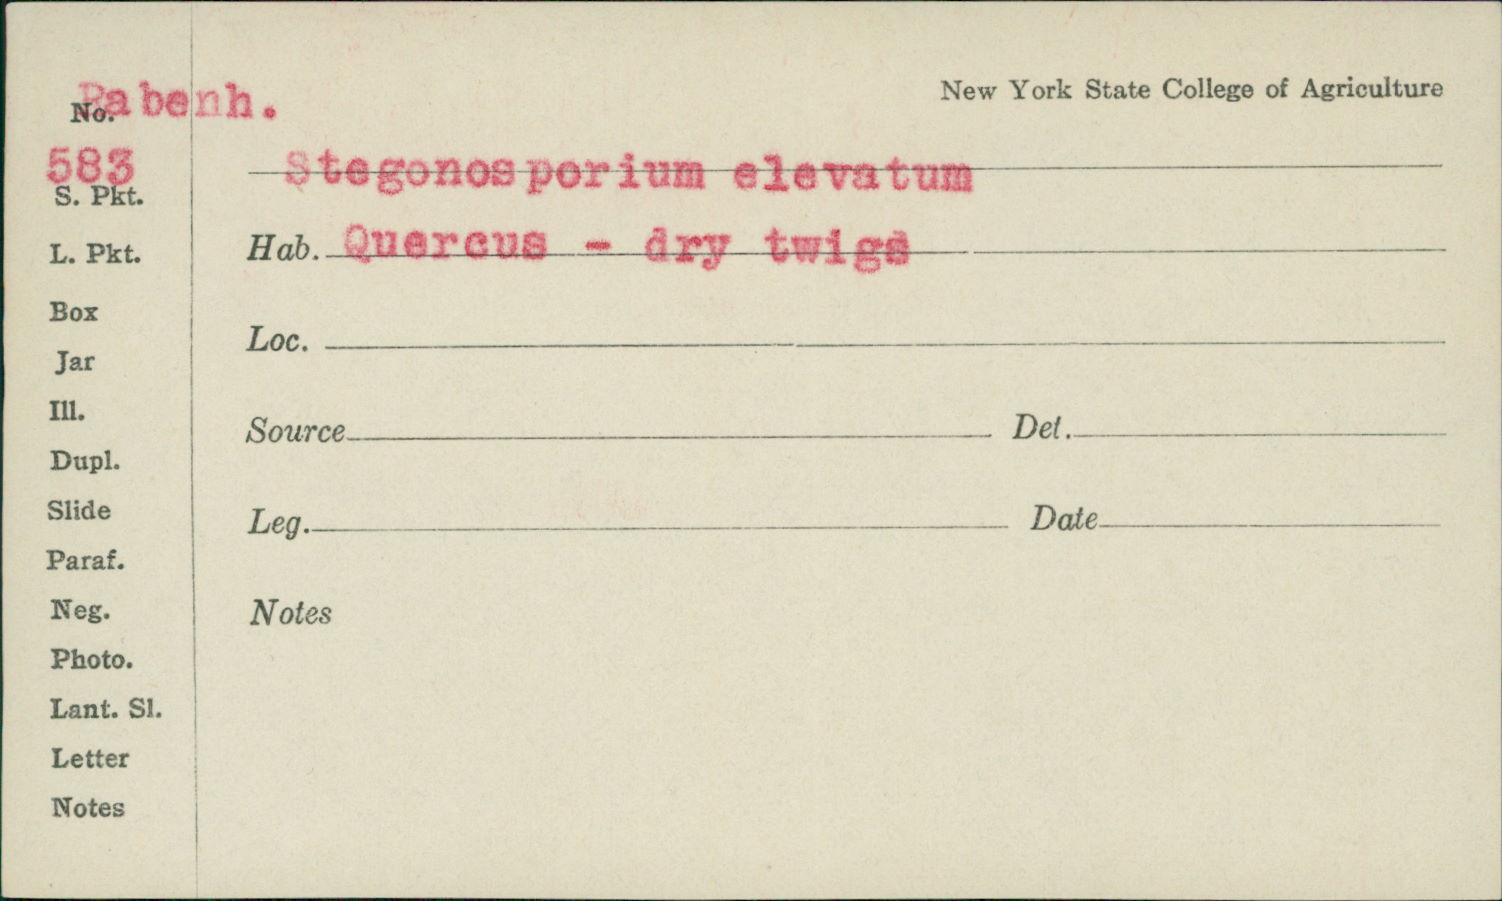 Rabenh.
No.
New York State College of Agriculture
583
Stegonosporium elevatum
S. Pkt.
Hab. Quercus - dry twigs
L. Pkt.
Box
Loc.
Jar
Ill.
Source Det.
Dupl.
Slide
Leg. Date
Paraf.
Neg.
Notes
Photo.
Lant. Sl.
Letter
Notes